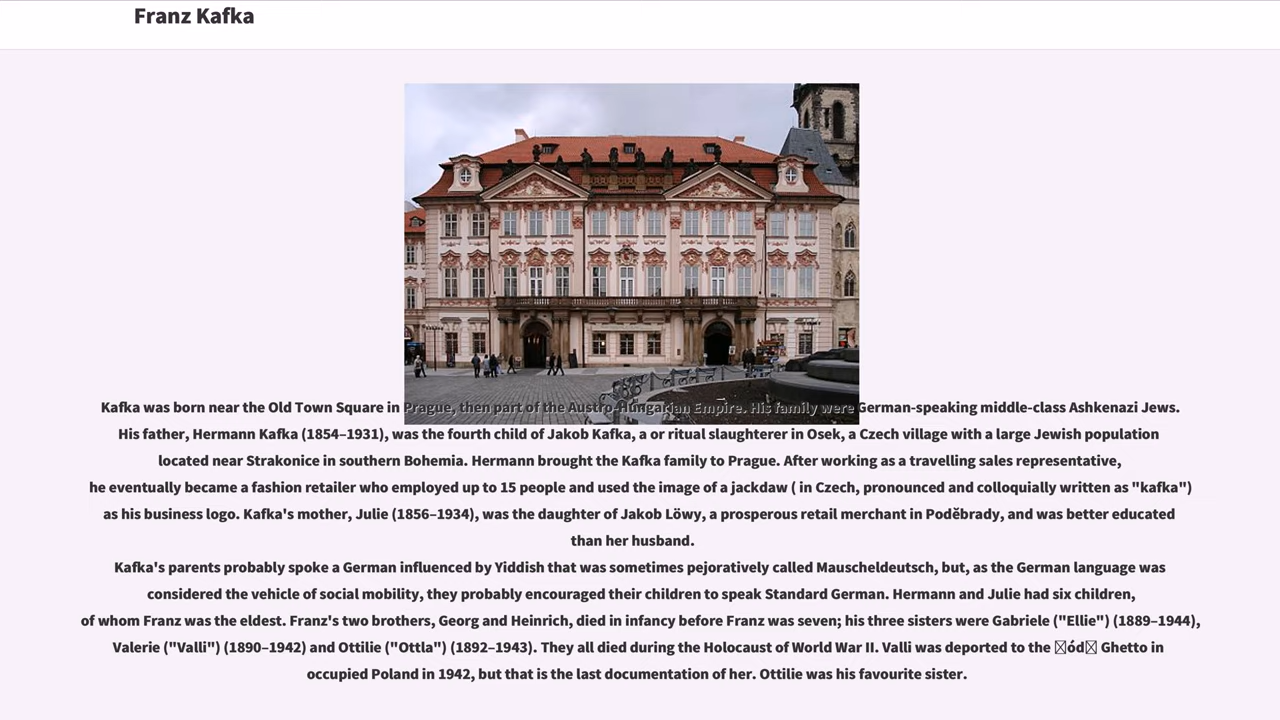 Franz Kafka
Kafka was born near the Old Town Square in Prague, then part of the Austro-Hungarian Empire. His family were German-speaking middle-class Ashkenazi Jews.
His father, Hermann Kafka (1854–1931), was the fourth child of Jakob Kafka, a or ritual slaughterer in Osek, a Czech village with a large Jewish population
located near Strakonice in southern Bohemia. Hermann brought the Kafka family to Prague. After working as a travelling sales representative,
he eventually became a fashion retailer who employed up to 15 people and used the image of a jackdaw ( in Czech, pronounced and colloquially written as "kafka")
as his business logo. Kafka's mother, Julie (1856–1934), was the daughter of Jakob Löwy, a prosperous retail merchant in Poděbrady, and was better educated
than her husband.
Kafka's parents probably spoke a German influenced by Yiddish that was sometimes pejoratively called Mauscheldeutsch, but, as the German language was
considered the vehicle of social mobility, they probably encouraged their children to speak Standard German. Hermann and Julie had six children,
of whom Franz was the eldest. Franz's two brothers, Georg and Heinrich, died in infancy before Franz was seven; his three sisters were Gabriele ("Ellie") (1889–1944),
Valerie ("Valli") (1890–1942) and Ottilie ("Ottla") (1892–1943). They all died during the Holocaust of World War II. Valli was deported to the Ghetto in
occupied Poland in 1942, but that is the last documentation of her. Ottilie was his favourite sister.